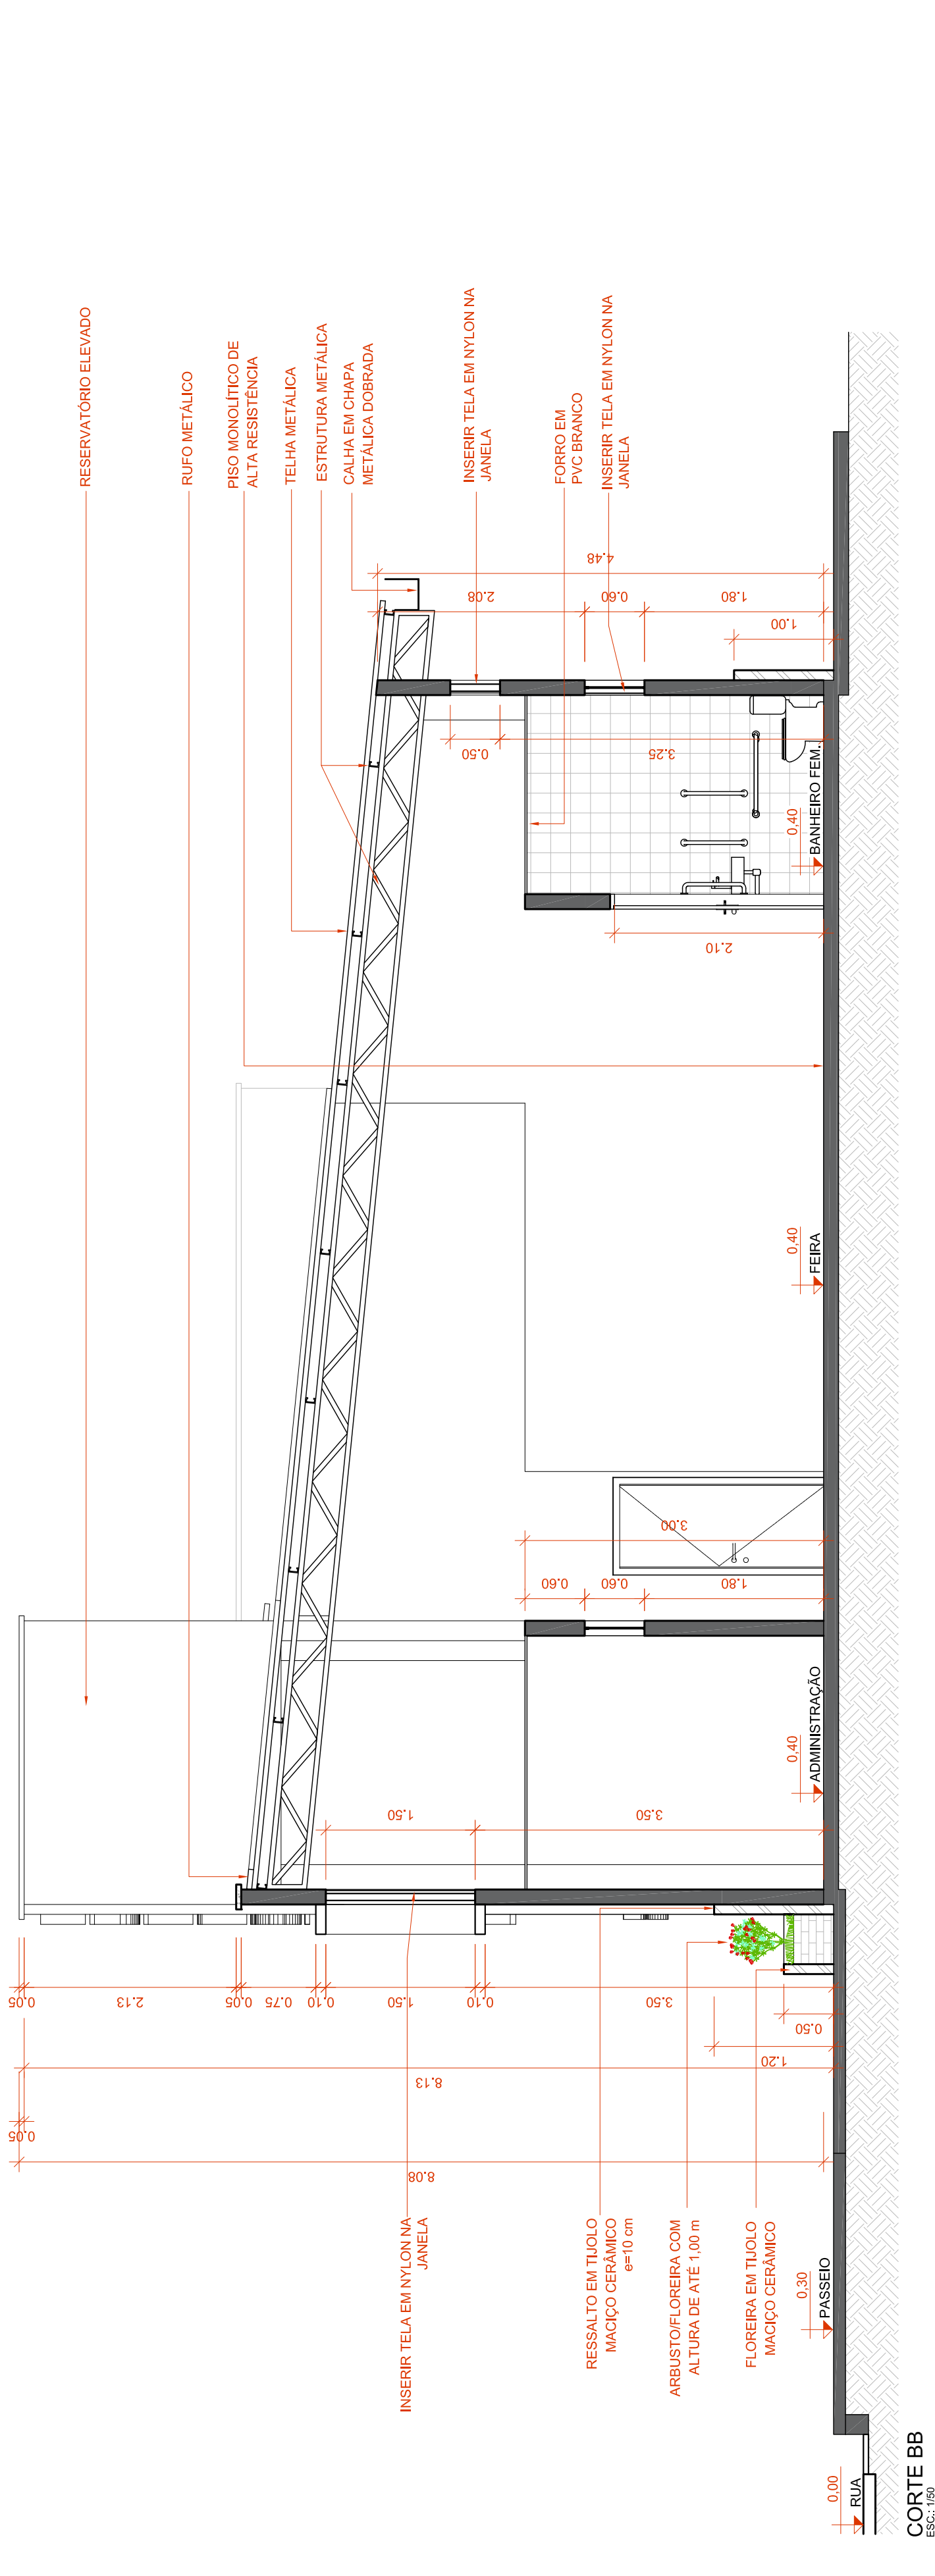 RESERVATÓRIO ELEVADO
RUFO METÁLICO
PISO MONOLÍTICO DE
ALTA RESISTÊNCIA
TELHA METÁLICA
ESTRUTURA METÁLICA
CALHA EM CHAPA
METÁLICA DOBRADA
INSERIR TELA EM NYLON NA
JANELA
FORRO EM
PVC BRANCO
INSERIR TELA EM NYLON NA
JANELA
4.48
2.08
0.60
1.80
1.00
0.50
3.25
2.10
0,40
BANHEIRO FEM.
0,40
FEIRA
3.00
0.60
0.60
1.80
0,40
ADMINISTRAÇÃO
1.50
3.50
0.05
2.13
0.05
0.75
0.10
1.50
0.10
3.50
0.50
1.20
8.13
0.05
8.08
INSERIR TELA EM NYLON NA
JANELA
RESSALTO EM TIJOLO
MACIÇO CERÂMICO
e=10 cm
ARBUSTO/FLOREIRA COM
ALTURA DE ATÉ 1,00 m
FLOREIRA EM TIJOLO
MACIÇO CERÂMICO
0,30
PASSEIO
0,00
RUA
CORTE BB
ESC.: 1/50